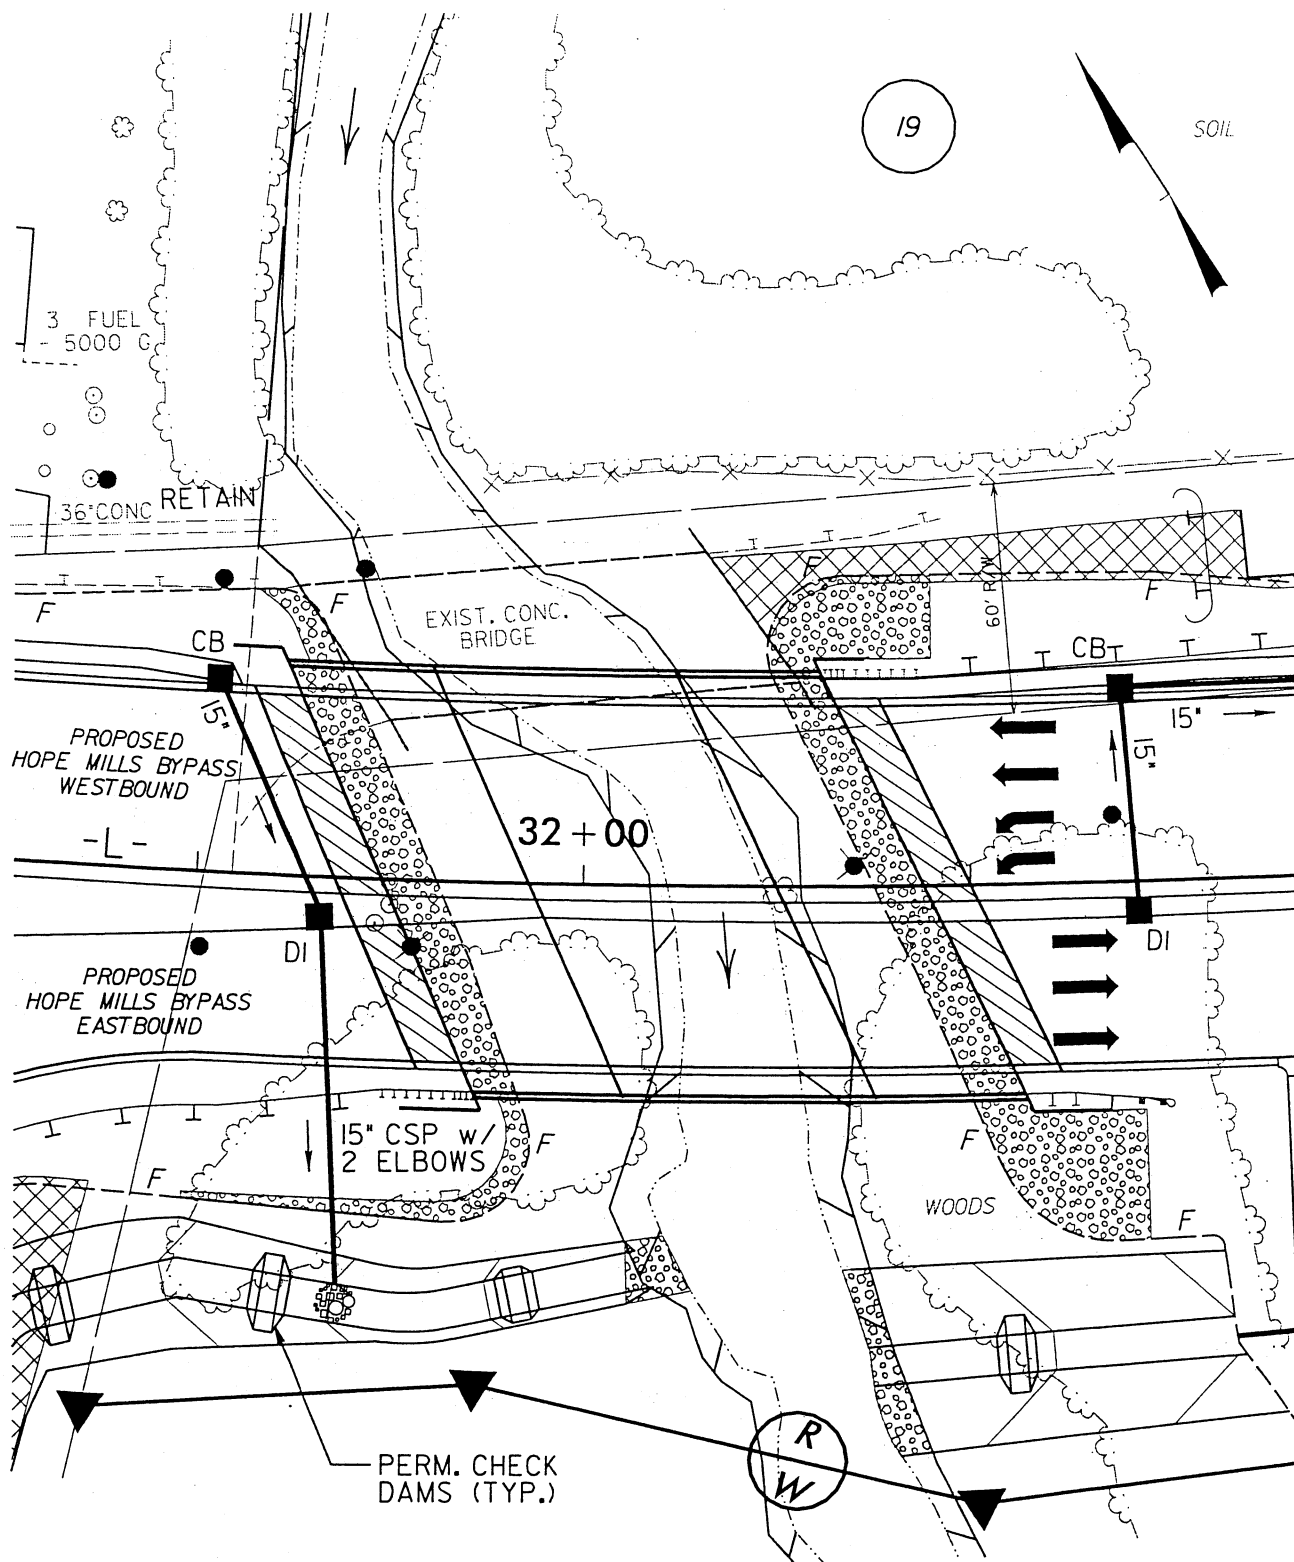 19
SOIL
3 FUEL
- 5000 G
36"CONC
RETAIN
F
F
F
F
EXIST. CONC.
BRIDGE
60' R/W
CB
CB
15"
15"
15"
PROPOSED
HOPE MILLS BYPASS
WESTBOUND
32+00
-L-
DI
DI
PROPOSED
HOPE MILLS BYPASS
EASTBOUND
15" CSP W/
2 ELBOWS
F
F
F
F
WOODS
R
W
PERM. CHECK
DAMS (TYP.)